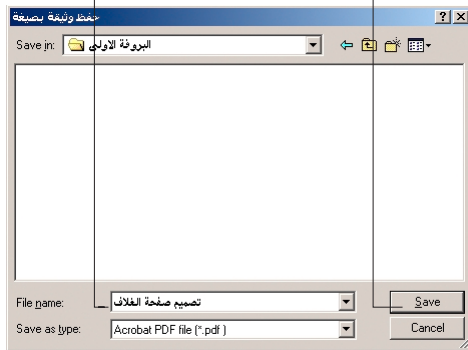 حفظ وثيقة بصيغة
Save in: البروفة الاولى
File name: تصميم صفحة الغلاف Save
Save as type: Acrobat PDF file (*.pdf ) Cancel